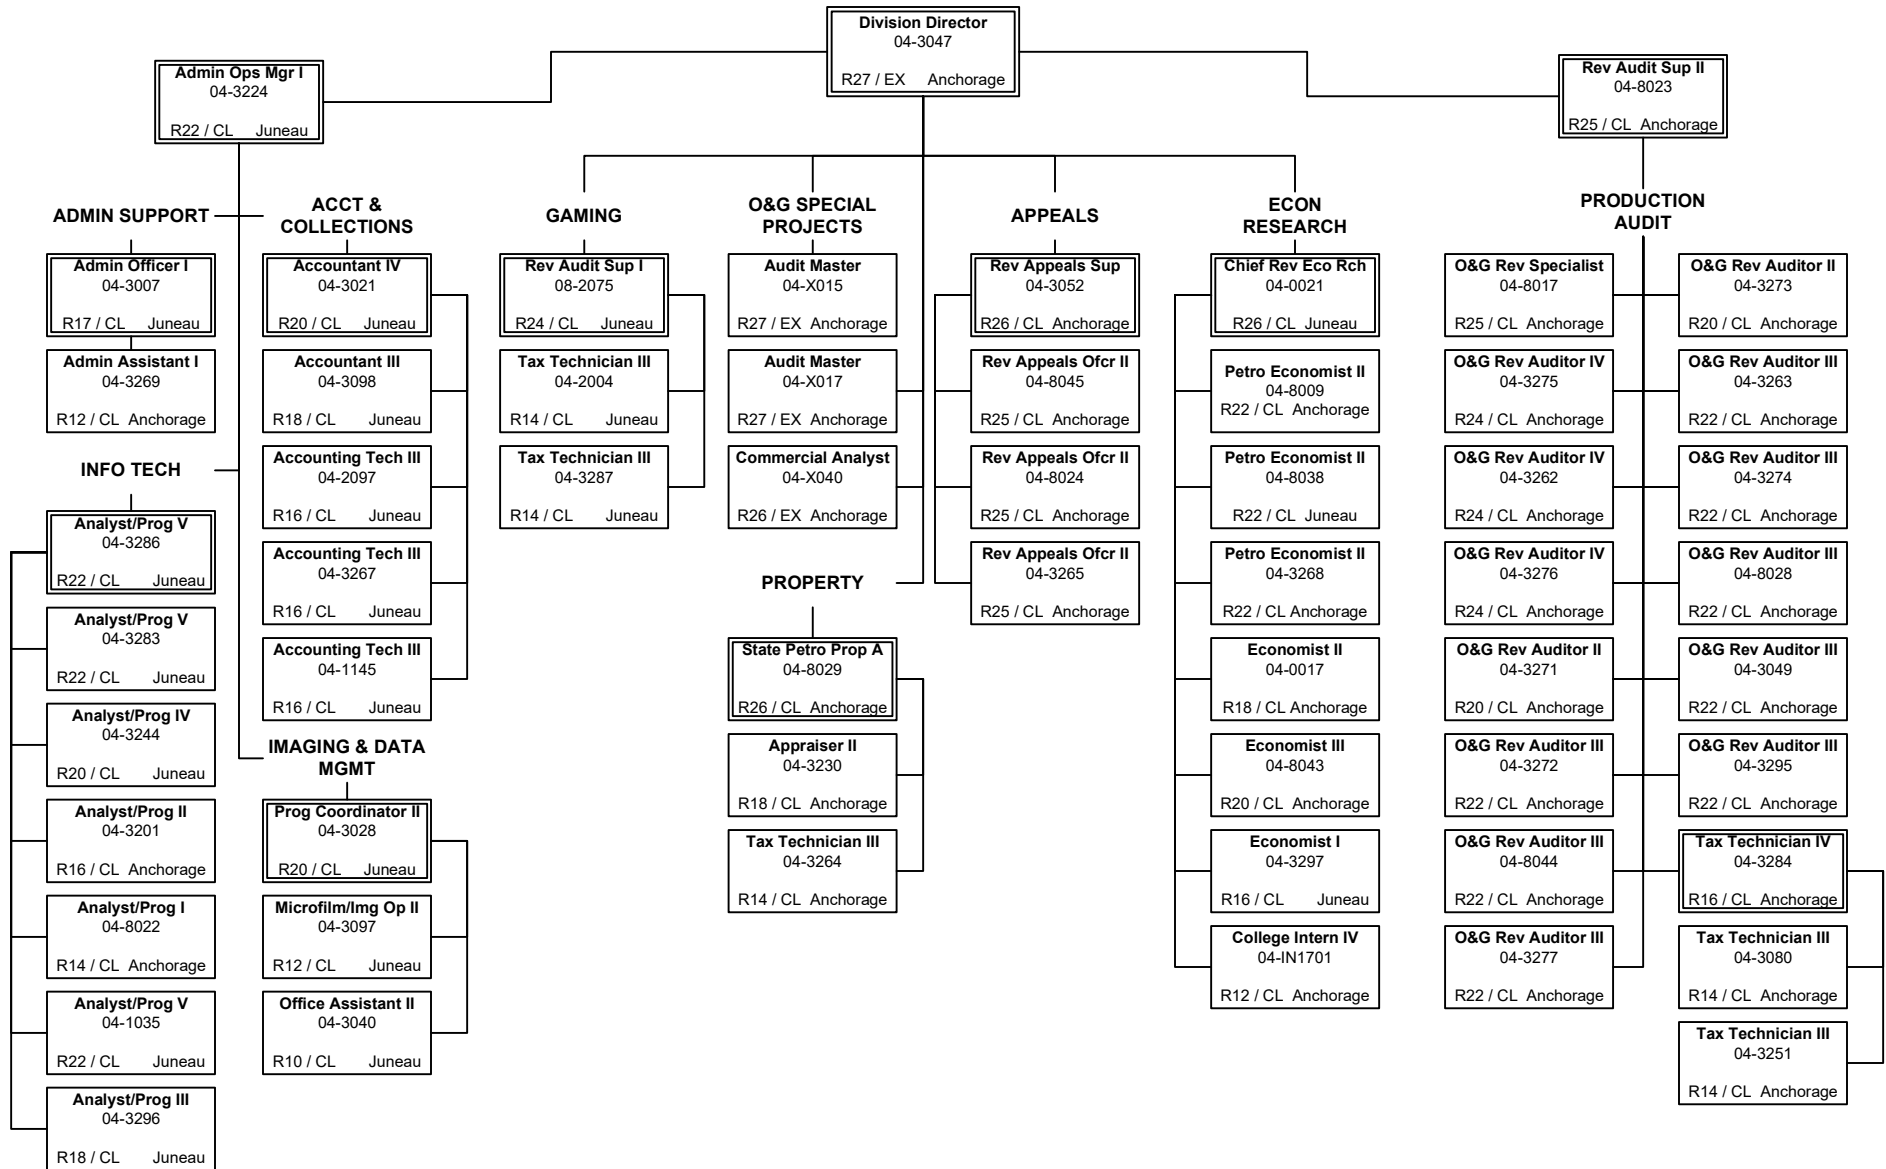 Division Director
04-3047
R27 / EX Anchorage
Admin Ops Mgr I
04-3224
R22 / CL Juneau
Rev Audit Sup II
04-8023
R25 / CL Anchorage
ADMIN SUPPORT
Admin Officer I
04-3007
R17 / CL Juneau
Admin Assistant I
04-3269
R12 / CL Anchorage
INFO TECH
Analyst/Prog V
04-3286
R22 / CL Juneau
Analyst/Prog V
04-3283
R22 / CL Juneau
Analyst/Prog IV
04-3244
R20 / CL Juneau
Analyst/Prog II
04-3201
R16 / CL Anchorage
Analyst/Prog I
04-8022
R14 / CL Anchorage
Analyst/Prog V
04-1035
R22 / CL Juneau
Analyst/Prog III
04-3296
R18 / CL Juneau
ACCT &
COLLECTIONS
Accountant IV
04-3021
R20 / CL Juneau
Accountant III
04-3098
R18 / CL Juneau
Accounting Tech III
04-2097
R16 / CL Juneau
Accounting Tech III
04-3267
R16 / CL Juneau
Accounting Tech III
04-1145
R16 / CL Juneau
IMAGING & DATA
MGMT
Prog Coordinator II
04-3028
R20 / CL Juneau
Microfilm/Img Op II
04-3097
R12 / CL Juneau
Office Assistant II
04-3040
R10 / CL Juneau
GAMING
Rev Audit Sup I
08-2075
R24 / CL Juneau
Tax Technician III
04-2004
R14 / CL Juneau
Tax Technician III
04-3287
R14 / CL Juneau
O&G SPECIAL
PROJECTS
Audit Master
04-X015
R27 / EX Anchorage
Audit Master
04-X017
R27 / EX Anchorage
Commercial Analyst
04-X040
R26 / EX Anchorage
PROPERTY
State Petro Prop A
04-8029
R26 / CL Anchorage
Appraiser II
04-3230
R18 / CL Anchorage
Tax Technician III
04-3264
R14 / CL Anchorage
APPEALS
Rev Appeals Sup
04-3052
R26 / CL Anchorage
Rev Appeals Ofcr II
04-8045
R25 / CL Anchorage
Rev Appeals Ofcr II
04-8024
R25 / CL Anchorage
Rev Appeals Ofcr II
04-3265
R25 / CL Anchorage
ECON
RESEARCH
Chief Rev Eco Rch
04-0021
R26 / CL Juneau
Petro Economist II
04-8009
R22 / CL Anchorage
Petro Economist II
04-8038
R22 / CL Juneau
Petro Economist II
04-3268
R22 / CL Anchorage
Economist II
04-0017
R18 / CL Anchorage
Economist III
04-8043
R20 / CL Anchorage
Economist I
04-3297
R16 / CL Juneau
College Intern IV
04-IN1701
R12 / CL Anchorage
PRODUCTION
AUDIT
O&G Rev Specialist
04-8017
R25 / CL Anchorage
O&G Rev Auditor IV
04-3275
R24 / CL Anchorage
O&G Rev Auditor IV
04-3262
R24 / CL Anchorage
O&G Rev Auditor IV
04-3276
R24 / CL Anchorage
O&G Rev Auditor II
04-3271
R20 / CL Anchorage
O&G Rev Auditor III
04-3272
R22 / CL Anchorage
O&G Rev Auditor III
04-8044
R22 / CL Anchorage
O&G Rev Auditor III
04-3277
R22 / CL Anchorage
O&G Rev Auditor II
04-3273
R20 / CL Anchorage
O&G Rev Auditor III
04-3263
R22 / CL Anchorage
O&G Rev Auditor III
04-3274
R22 / CL Anchorage
O&G Rev Auditor III
04-8028
R22 / CL Anchorage
O&G Rev Auditor III
04-3049
R22 / CL Anchorage
O&G Rev Auditor III
04-3295
R22 / CL Anchorage
Tax Technician IV
04-3284
R16 / CL Anchorage
Tax Technician III
04-3080
R14 / CL Anchorage
Tax Technician III
04-3251
R14 / CL Anchorage